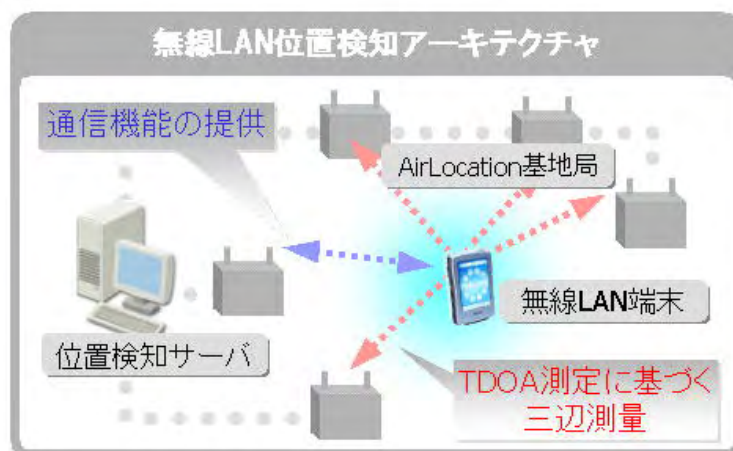 無線LAN位置検知アーキテクチャ
通信機能の提供
AirLocation基地局
無線LAN端末
位置検知サーバ
TDOA測定に基づく
三辺測量